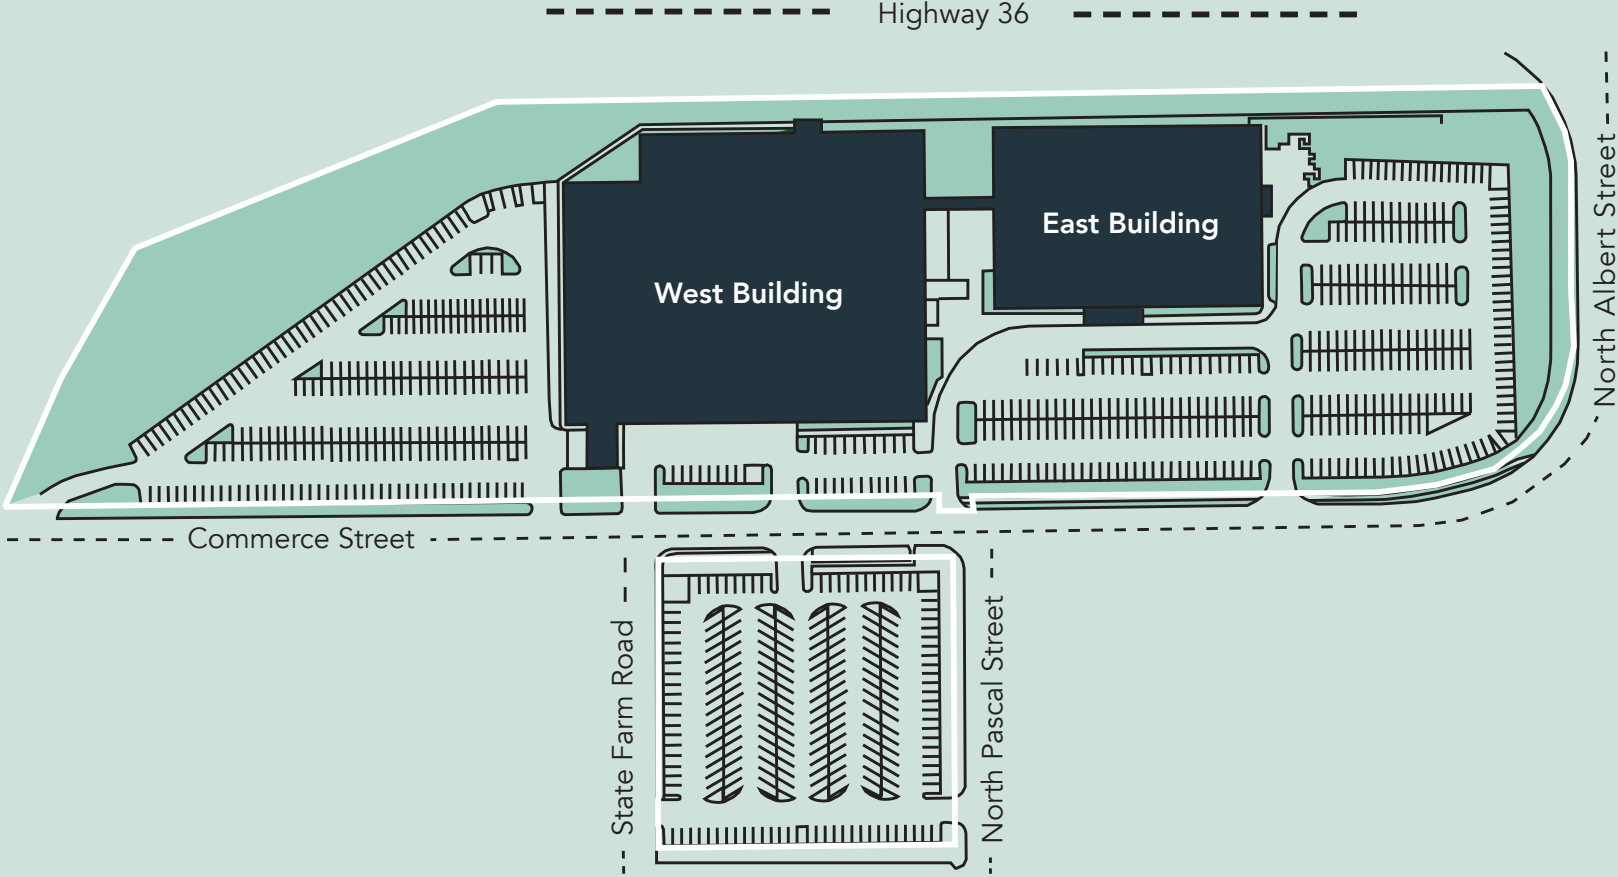 Highway 36
North Albert Street
East Building
West Building
Commerce Street
State Farm Road
North Pascal Street